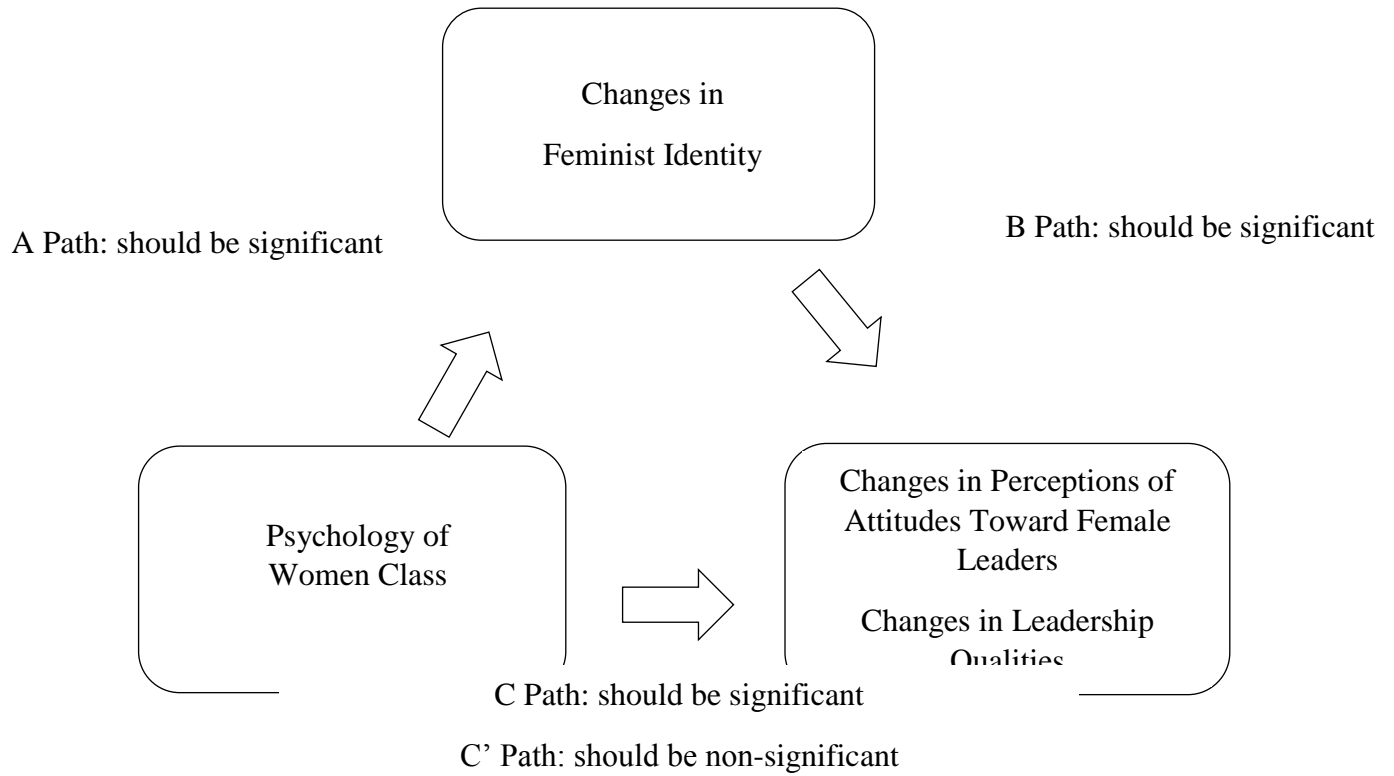 Changes in
Feminist Identity
A Path: should be significant
B Path: should be significant
Psychology of
Women Class
Changes in Perceptions of
Attitudes Toward Female
Leaders
Changes in Leadership
Qualities
C Path: should be significant
C’ Path: should be non-significant